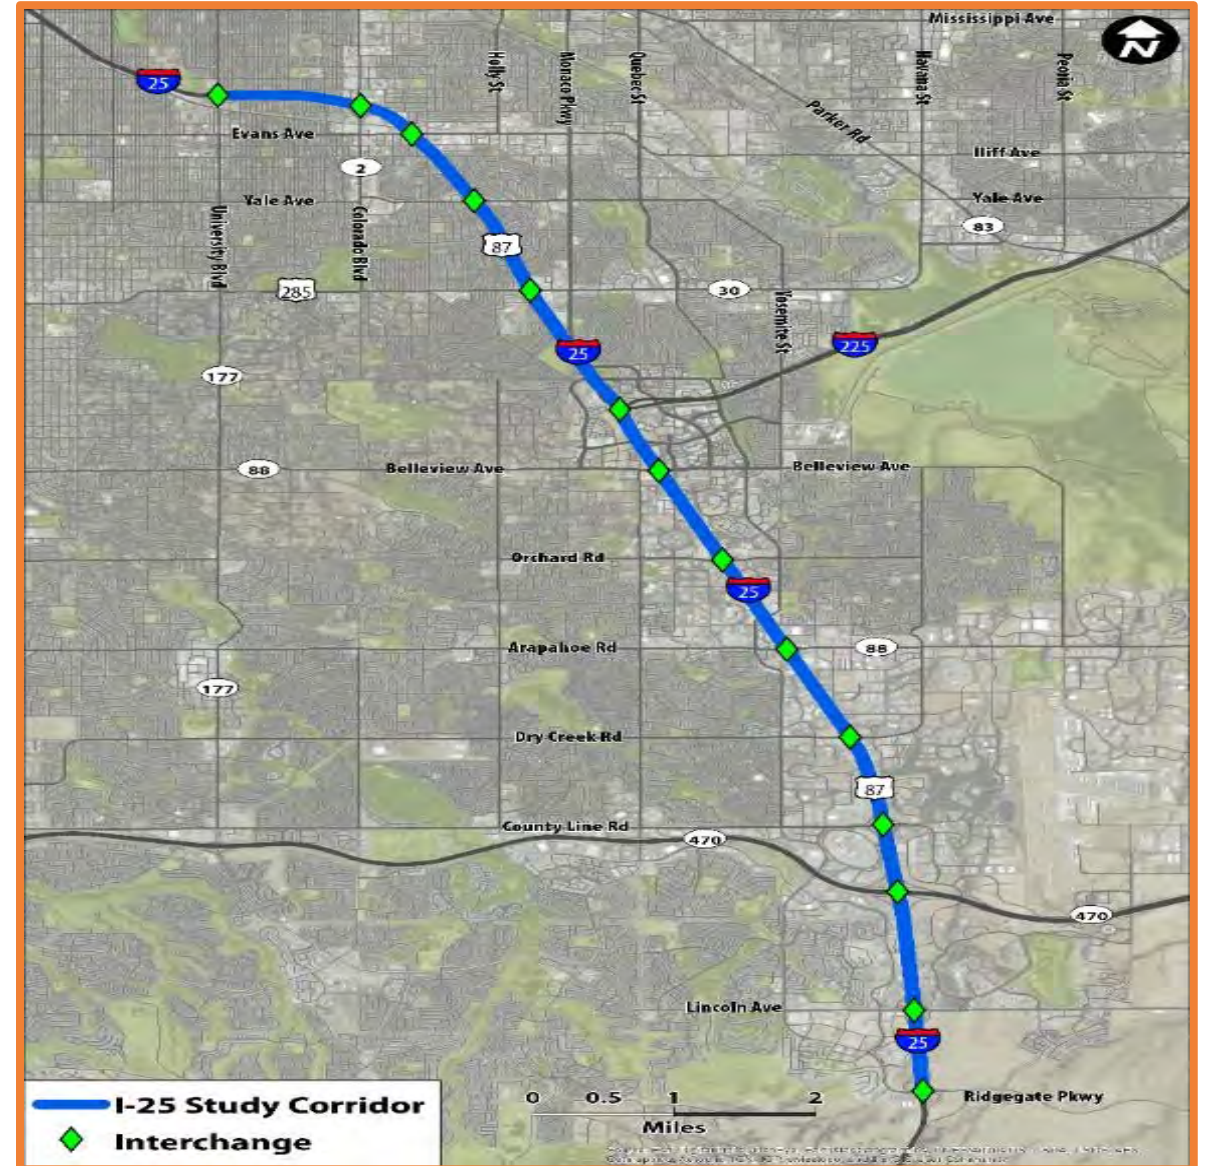 Mississippi Ave
N
Holly St
Monaco Pkwy
Quebec St
Havana St
Peoria St
25
Parker Rd
Evans Ave
Iliff Ave
2
Yale Ave
Yale Ave
83
University Blvd
Colorado Blvd
87
285
30
Yosemite St
25
225
177
88
Belleview Ave
Belleview Ave
Orchard Rd
25
Arapahoe Rd
88
177
Dry Creek Rd
87
County Line Rd
470
470
Lincoln Ave
25
Ridgegate Pkwy
I-25 Study Corridor
Interchange
0 0.5 1 2
Miles